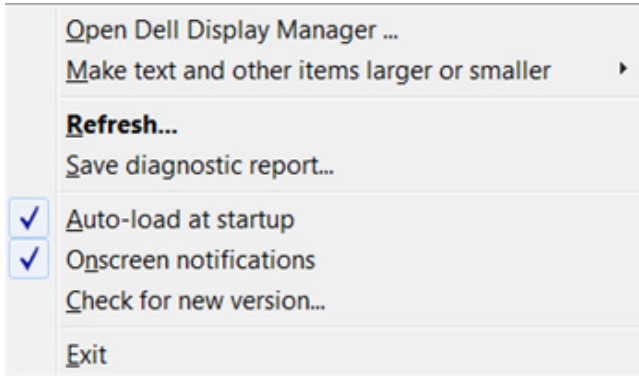 Open Dell Display Manager ...
Make text and other items larger or smaller
Refresh...
Save diagnostic report...
Auto-load at startup
Onscreen notifications
Check for new version...
Exit